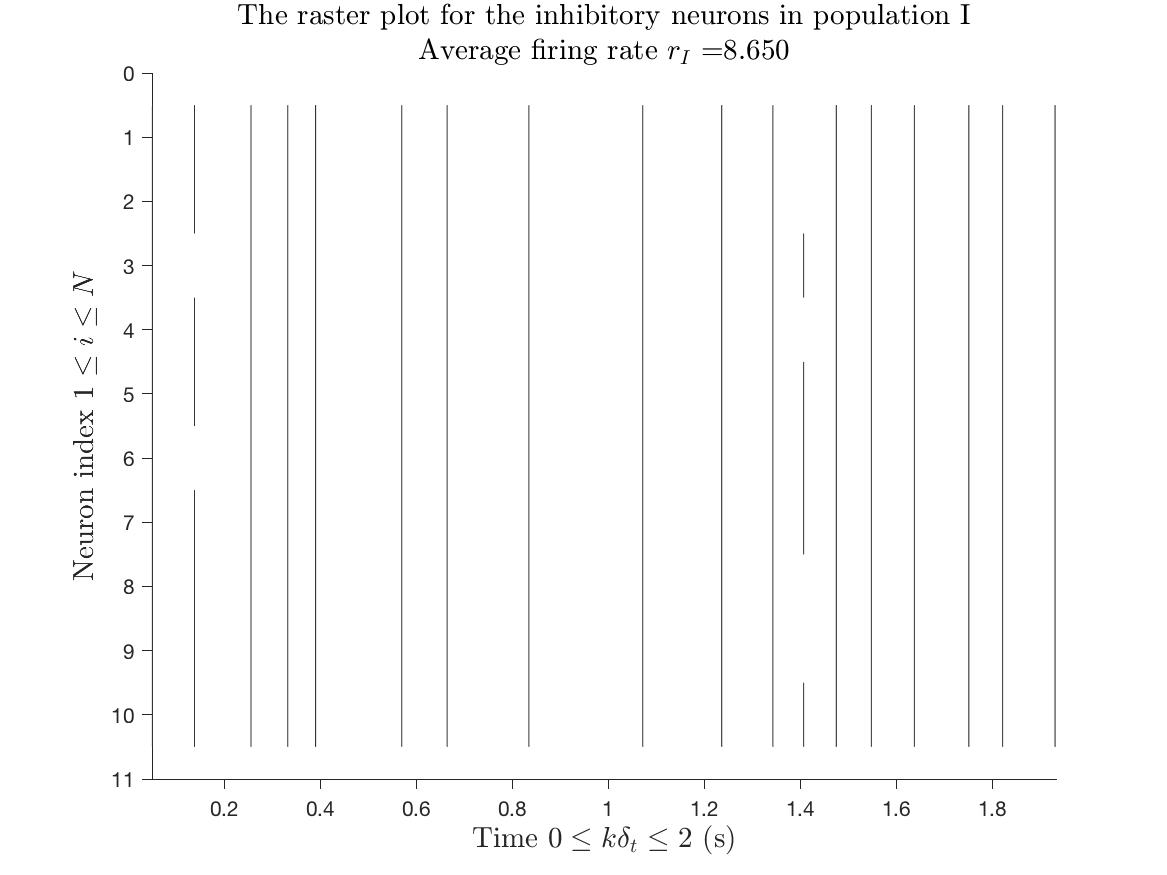 The raster plot for the inhibitory neurons in population I
Average firing rate r_I =8.650
0
1
2
3
4
5
6
7
8
9
10
11
Neuron index 1 ≤ i ≤ N
0.2 0.4 0.6 0.8 1 1.2 1.4 1.6 1.8
Time 0 ≤ kδ_t ≤ 2 (s)